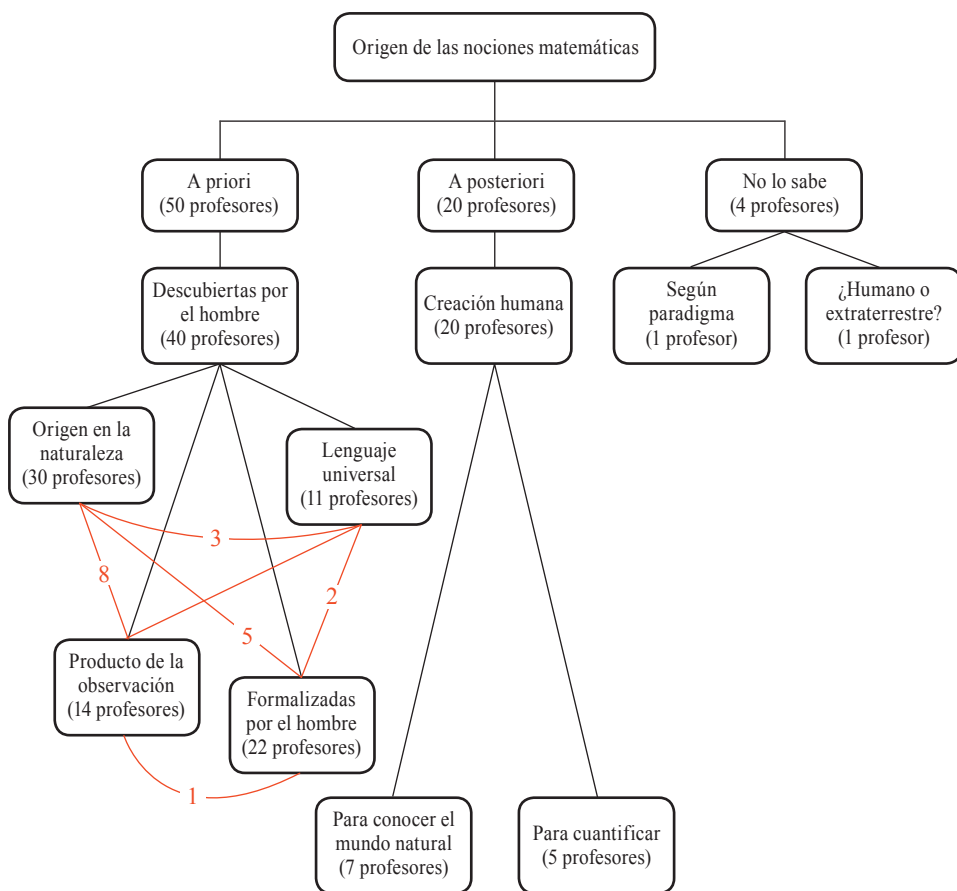 Origen de las nociones matemáticas
A priori
(50 profesores)
A posteriori
(20 profesores)
No lo sabe
(4 profesores)
Descubiertas por
el hombre
(40 profesores)
Creación humana
(20 profesores)
Según
paradigma
(1 profesor)
¿Humano o
extraterrestre?
(1 profesor)
Origen en la
naturaleza
(30 profesores)
Lenguaje
universal
(11 profesores)
3
8
2
5
Producto de la
observación
(14 profesores)
Formalizadas
por el hombre
(22 profesores)
1
Para conocer el
mundo natural
(7 profesores)
Para cuantificar
(5 profesores)